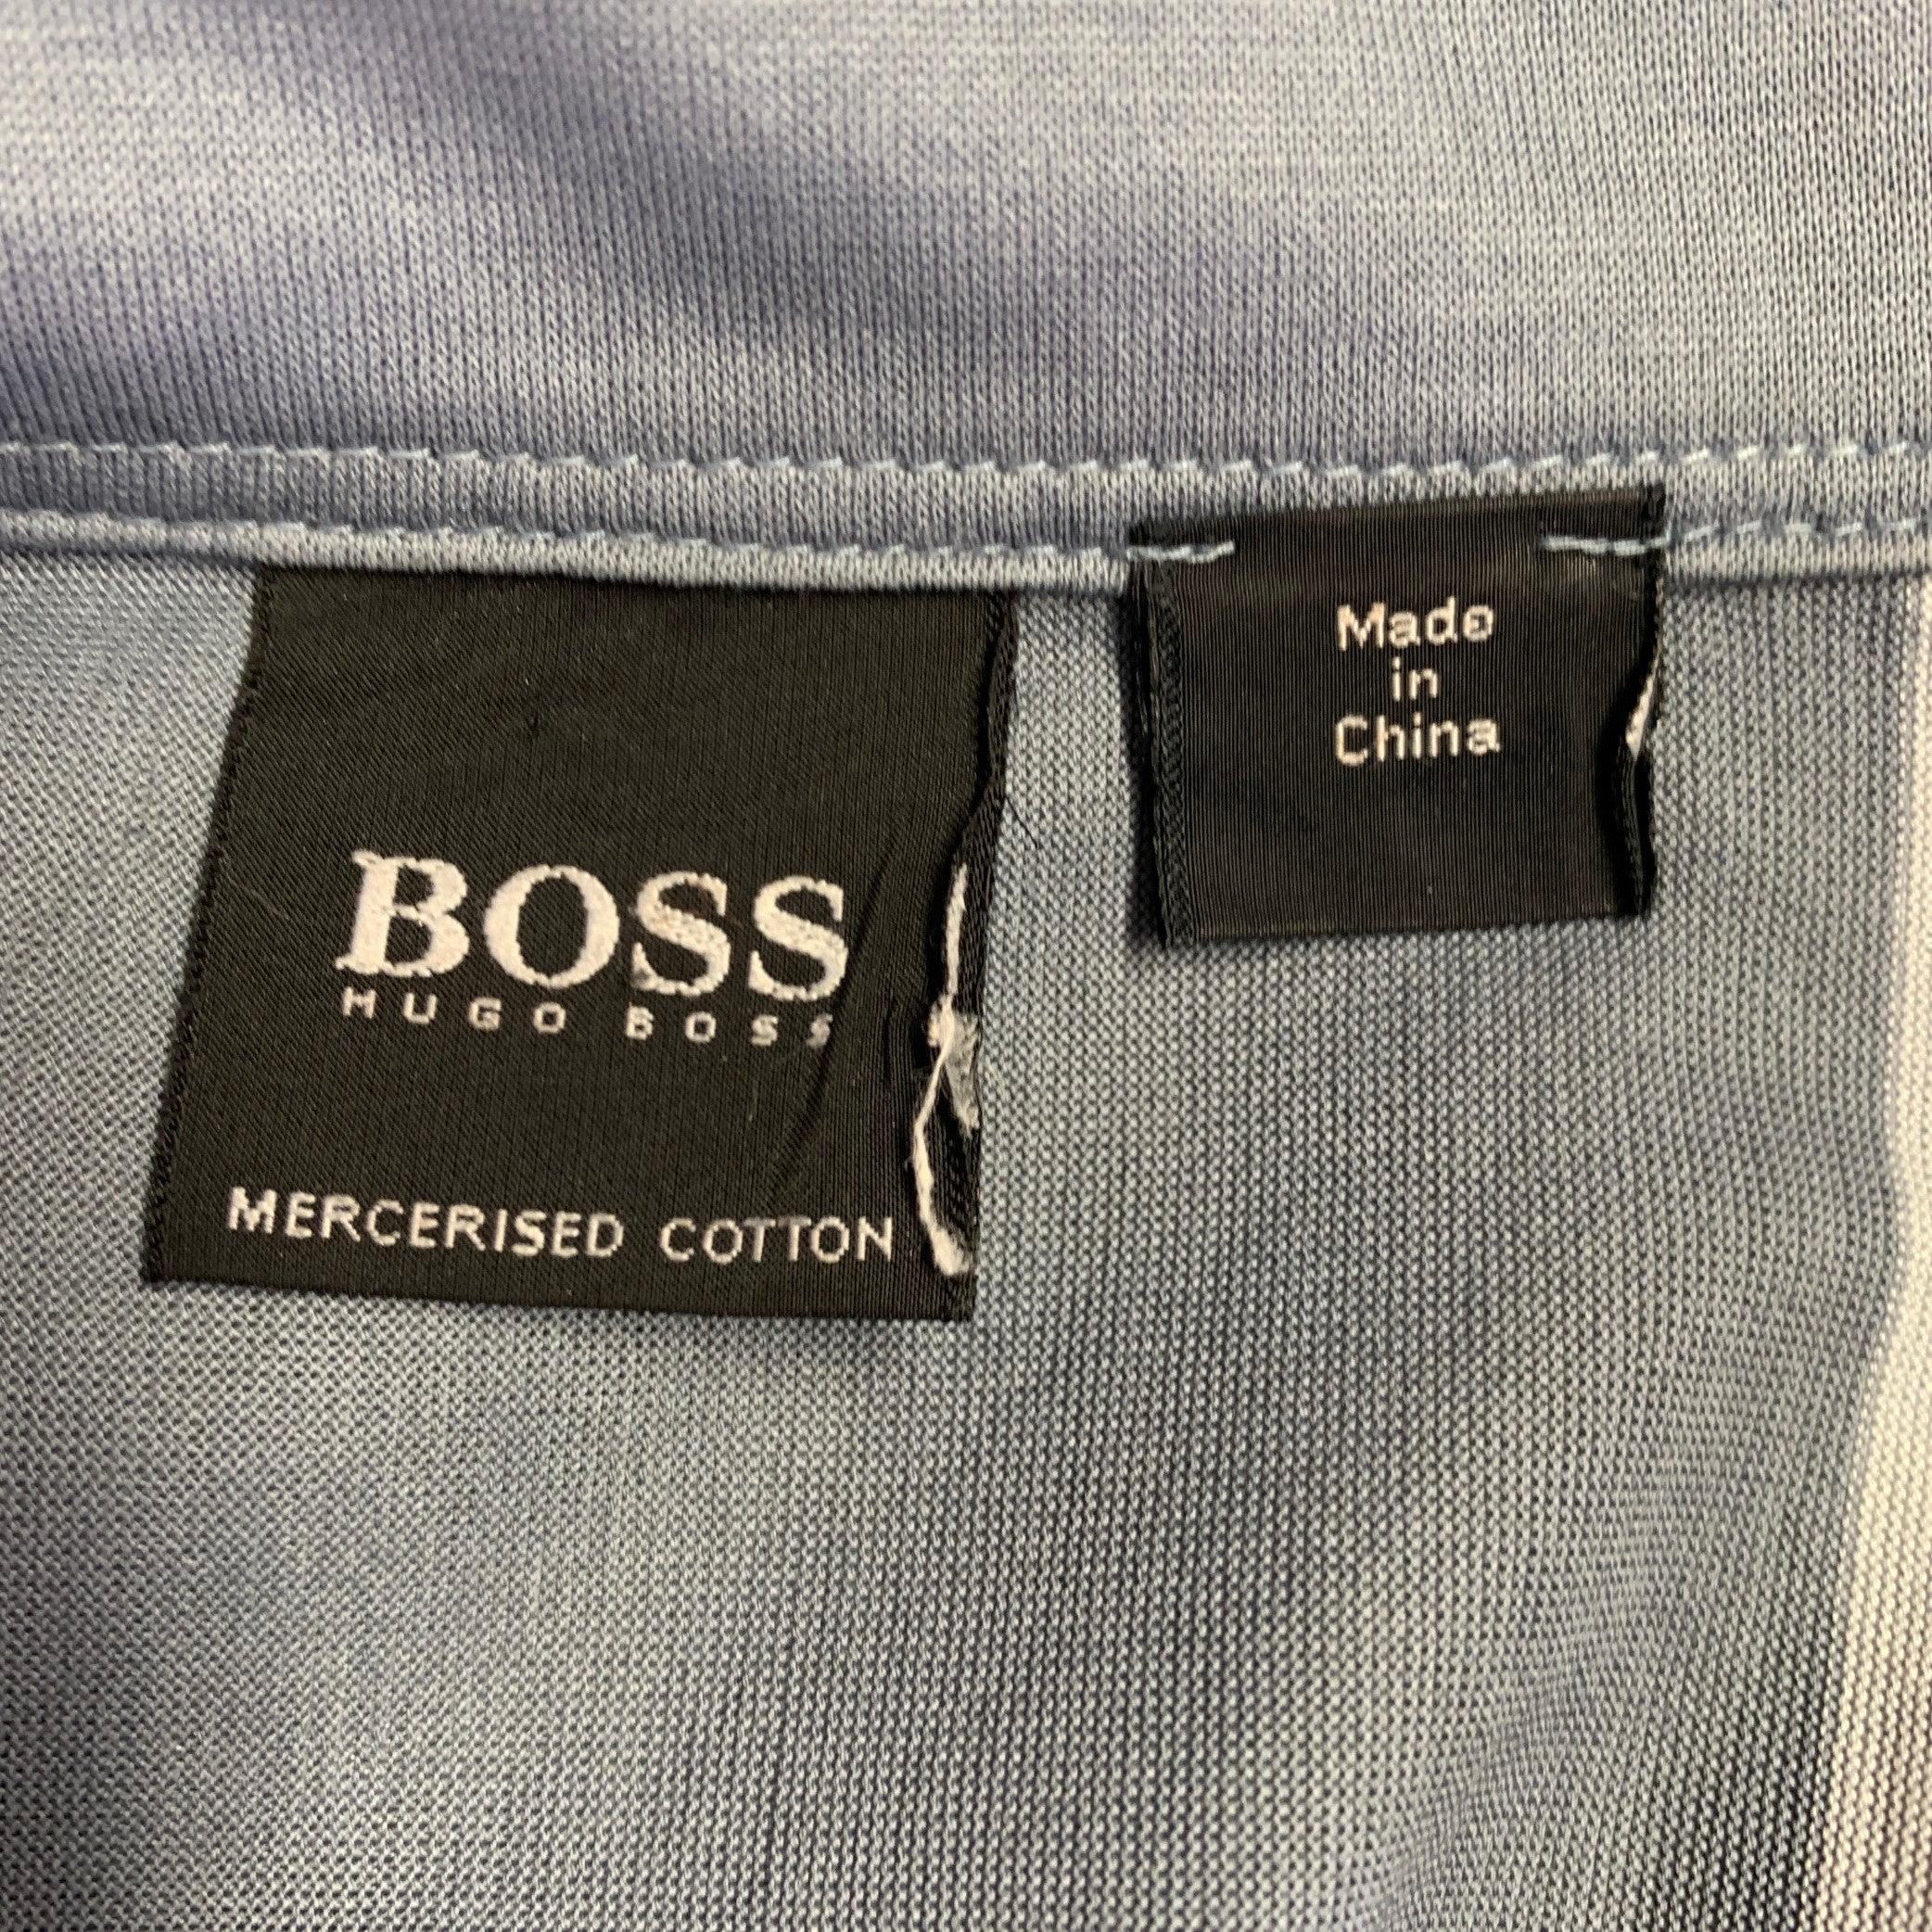 BOSS
HUGO BOSS
MERCERISED COTTON
Made
in
China